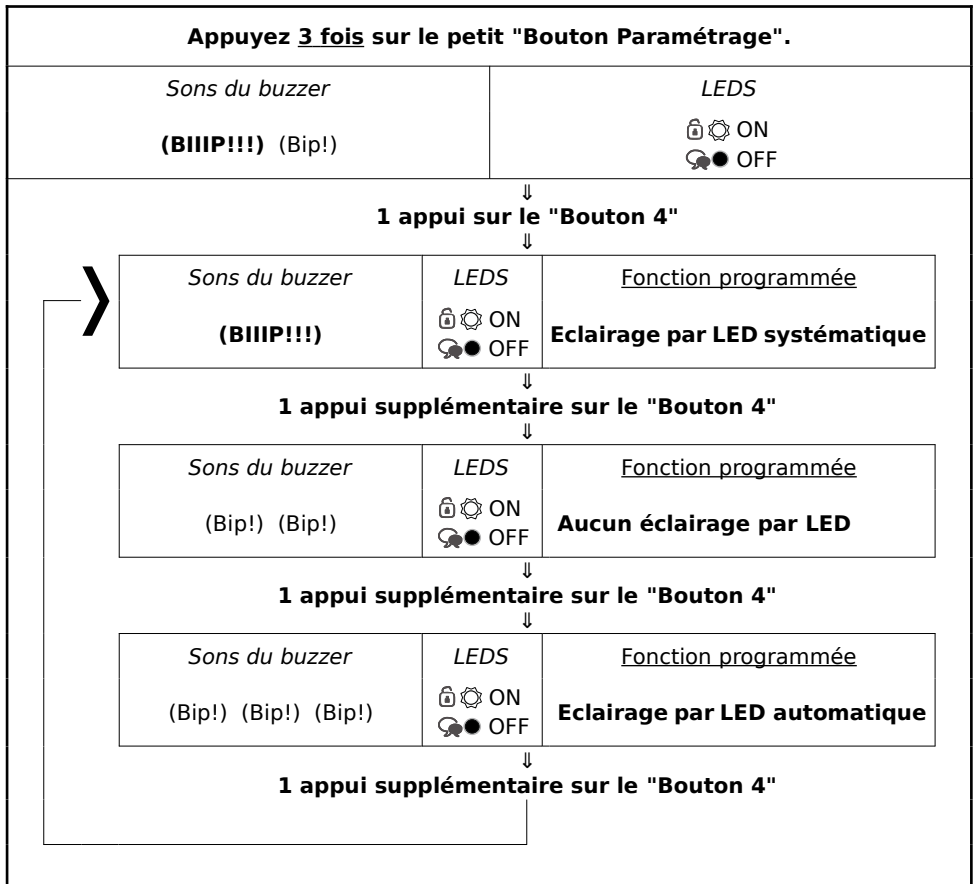 Appuyez 3 fois sur le petit "Bouton Paramétrage".
Sons du buzzer LEDS
(BIIIP!!!) (Bip!) ON
OFF
⇓
1 appui sur le "Bouton 4"
⇓
Sons du buzzer LEDS Fonction programmée
(BIIIP!!!) ON Eclairage par LED systématique
OFF
⇓
1 appui supplémentaire sur le "Bouton 4"
⇓
Sons du buzzer LEDS Fonction programmée
(Bip!) (Bip!) ON Aucun éclairage par LED
OFF
⇓
1 appui supplémentaire sur le "Bouton 4"
⇓
Sons du buzzer LEDS Fonction programmée
(Bip!) (Bip!) (Bip!) ON Eclairage par LED automatique
OFF
⇓
1 appui supplémentaire sur le "Bouton 4"